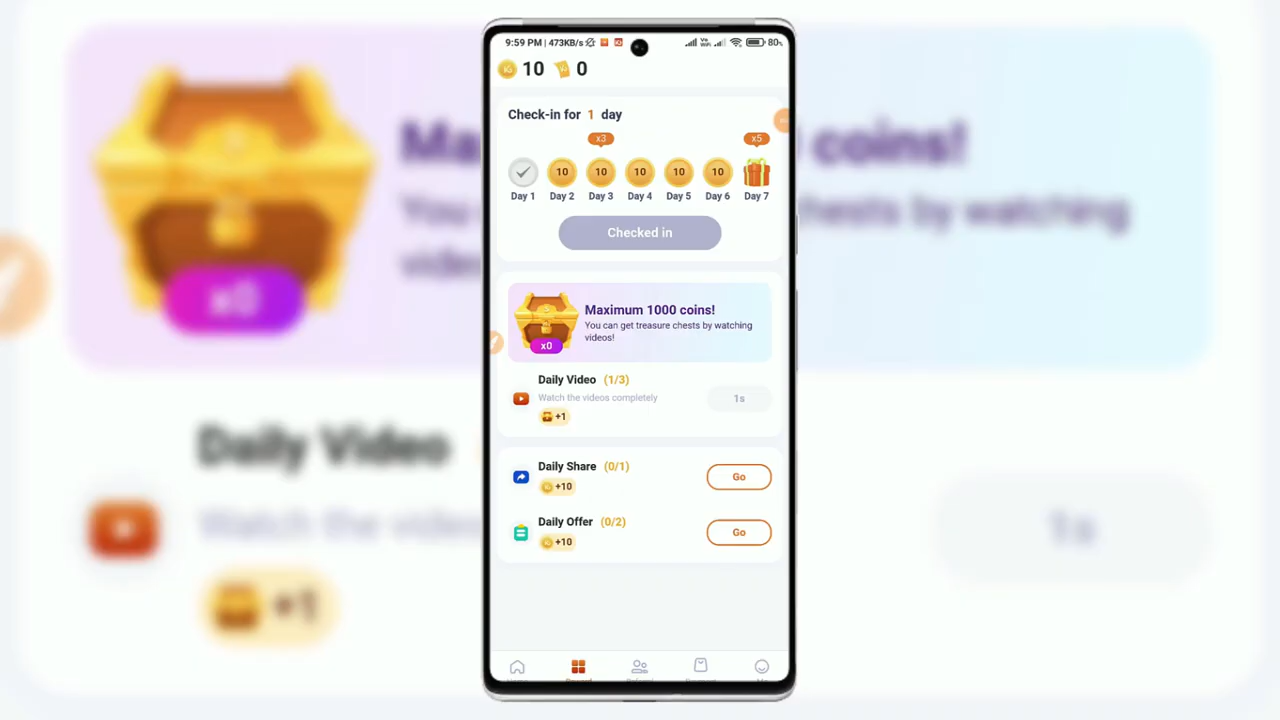 9:59 PM | 473KB/s Vo WiFi 80%
10 0
Check-in for 1 day
x3 x5
10 10 10 10 10
Day 1 Day 2 Day 3 Day 4 Day 5 Day 6 Day 7
Checked in
Maximum 1000 coins!
You can get treasure chests by watching
videos!
x0
Daily Video (1/3)
Watch the videos completely
1s
+1
Daily Share (0/1)
+10
Go
Daily Offer (0/2)
+10
Go